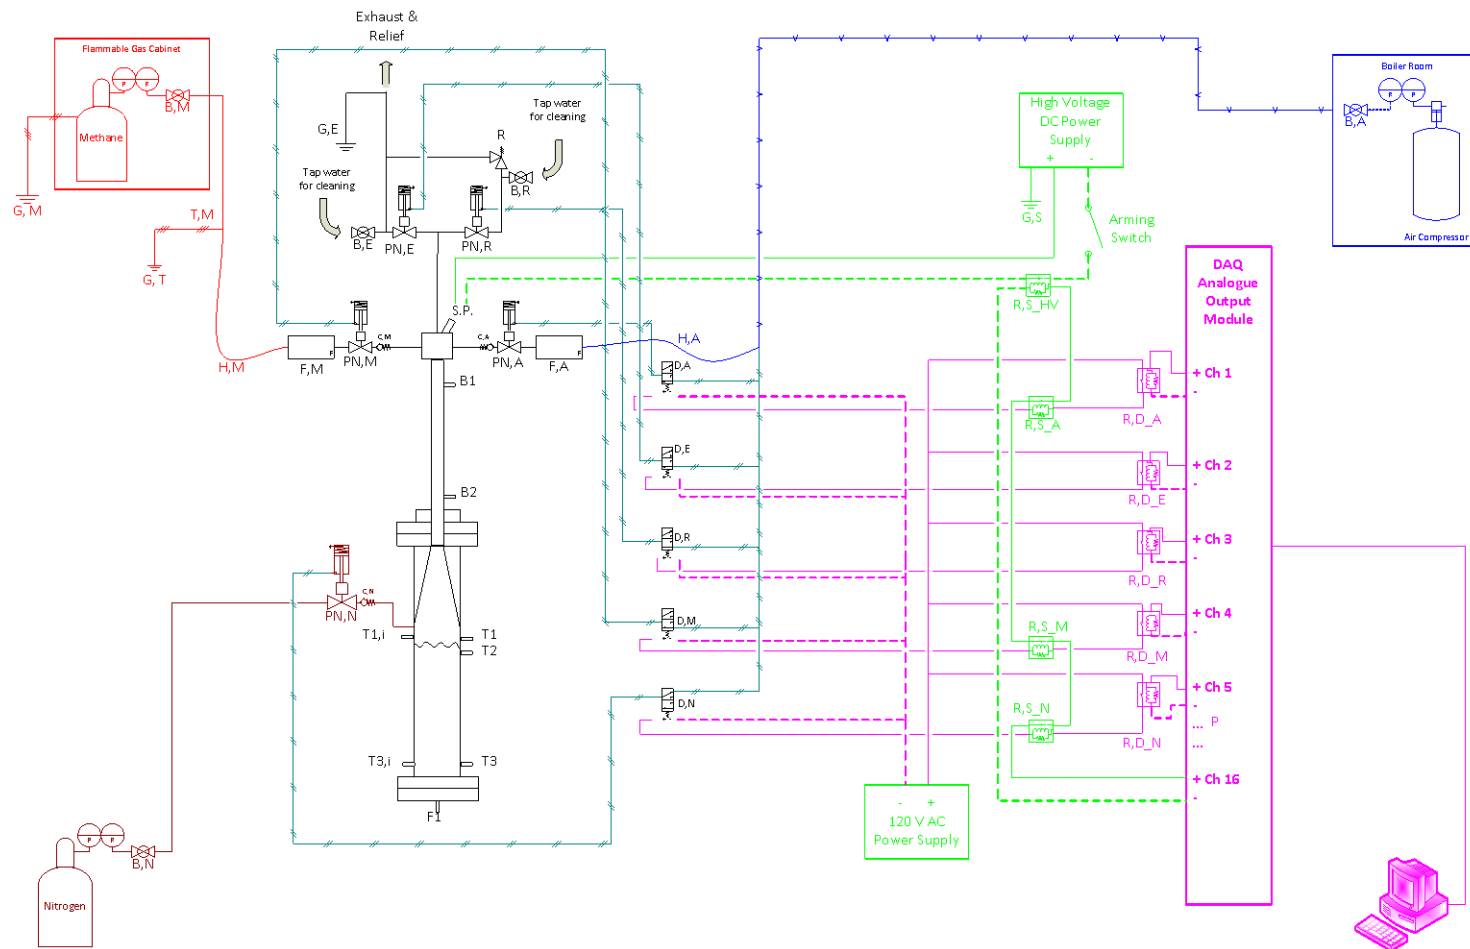 Exhaust &
Relief
Flammable Gas Cabinet
P
P
B,M
Methane
G, M
T,M
G, T
H,M
G,E
Tap water
for cleaning
Tap water
for cleaning
R
B,R
B,E
PN,E
PN,R
S.P.
C,M
C,A
F
F,M
PN,M
PN,A
F
F,A
H,A
B1
B2
High Voltage
DC Power
Supply
+ -
G,S
Arming
Switch
Boiler Room
P
P
B,A
Air Compressor
DAQ
Analogue
Output
Module
R,S_HV
D,A
R,S_A
R,D_A
+ Ch 1
-
D,E
R,D_E
+ Ch 2
-
D,R
R,D_R
+ Ch 3
-
D,M
R,S_M
R,D_M
+ Ch 4
-
D,N
R,S_N
R,D_N
+ Ch 5
-
... P
...
+ Ch 16
-
C,N
PN,N
T1,i
T1
T2
T3,i
T3
F1
- +
120 V AC
Power Supply
P
P
B,N
Nitrogen